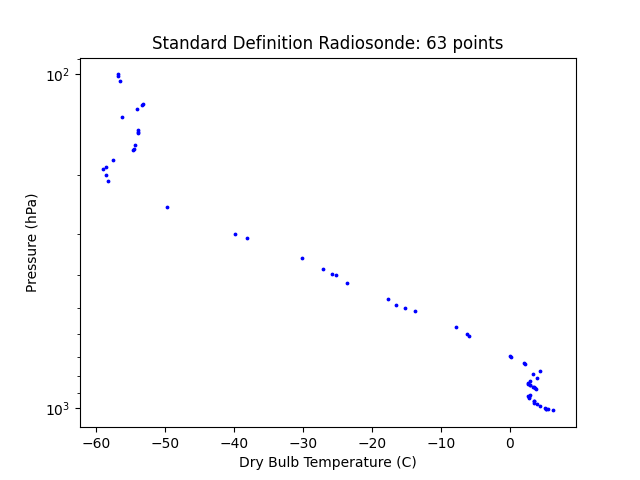 Standard Definition Radiosonde: 63 points
10²
10³
Pressure (hPa)
−60 −50 −40 −30 −20 −10 0
Dry Bulb Temperature (C)